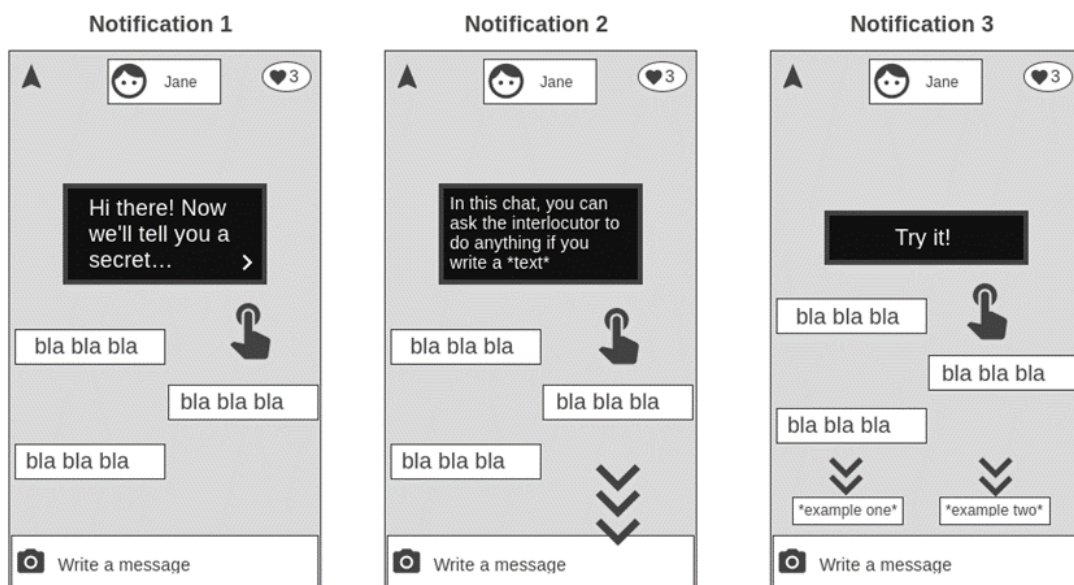 Notification 1
Jane
3
Hi there! Now
we'll tell you a
secret...
bla bla bla
bla bla bla
bla bla bla
Write a message
Notification 2
Jane
3
In this chat, you can
ask the interlocutor to
do anything if you
write a *text*
bla bla bla
bla bla bla
bla bla bla
Write a message
Notification 3
Jane
3
Try it!
bla bla bla
bla bla bla
bla bla bla
*example one*
*example two*
Write a message